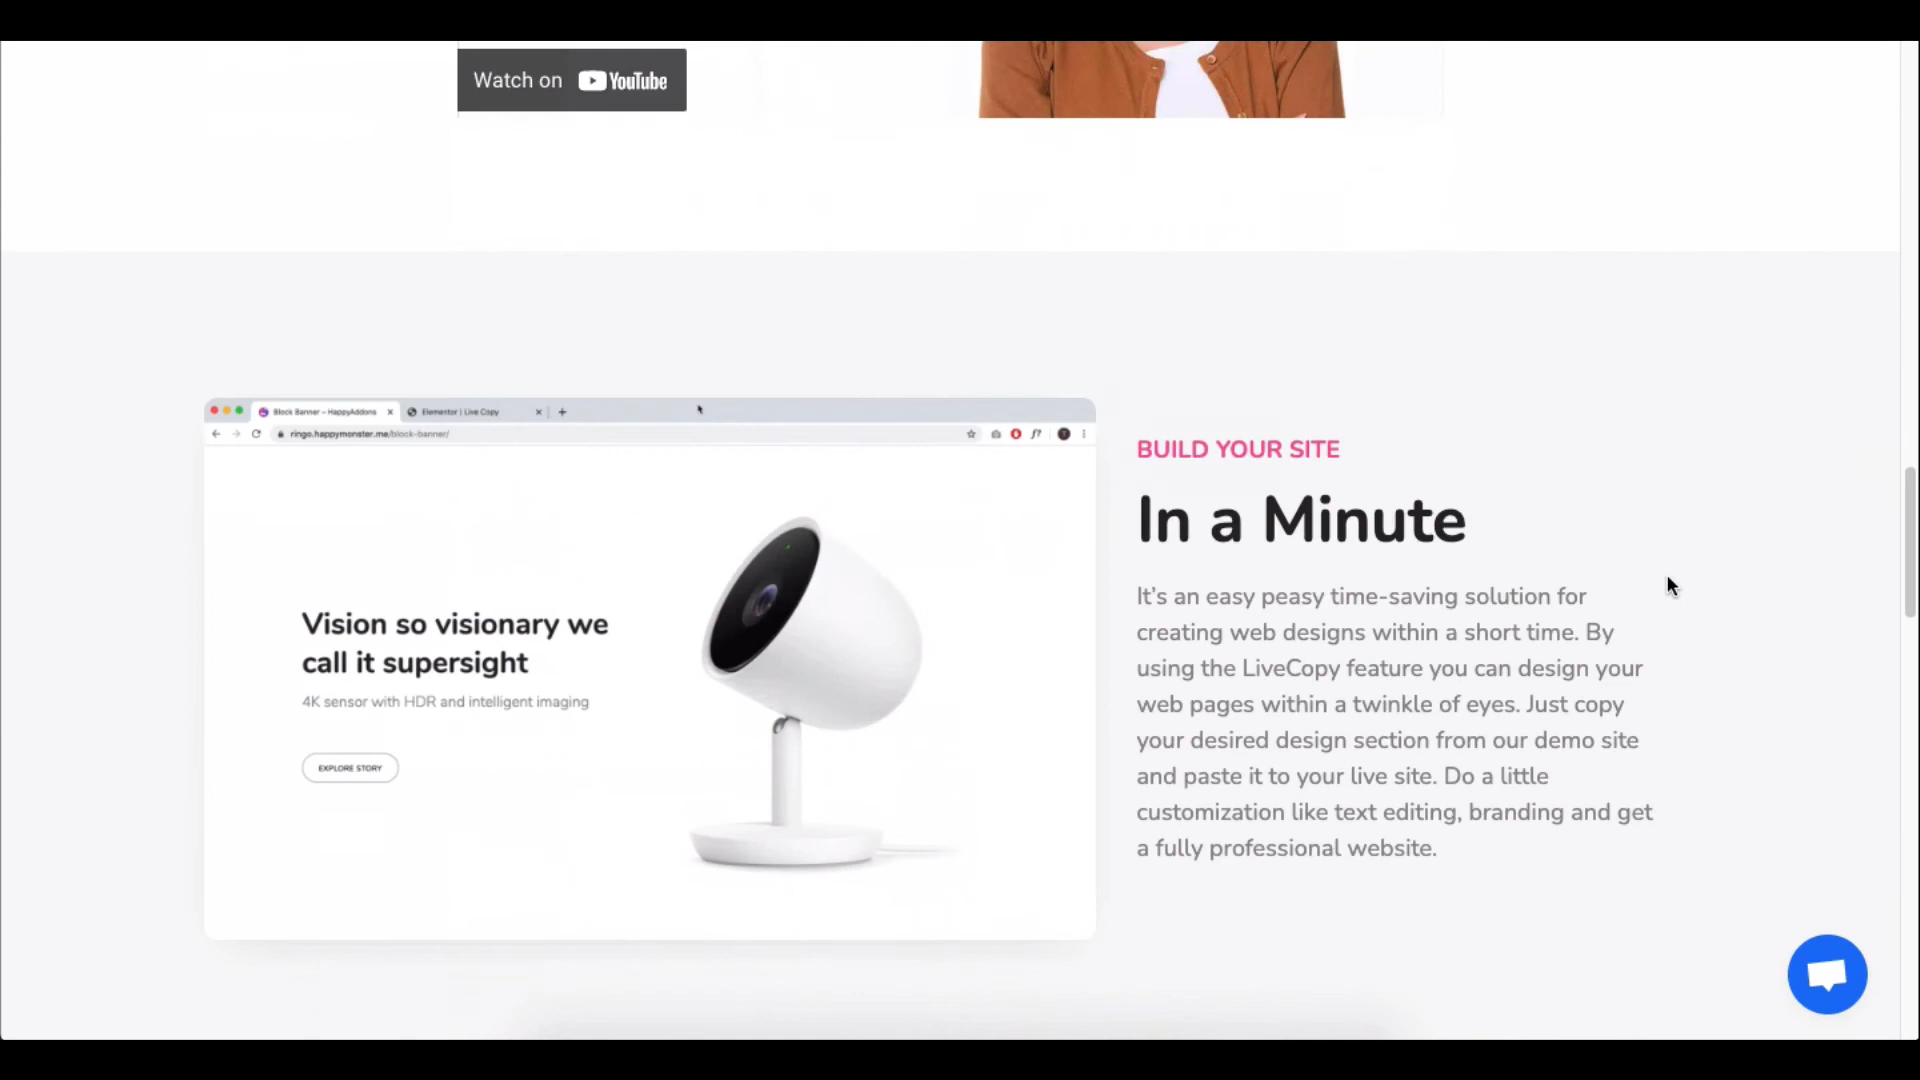 Watch on YouTube
Block Banner – HappyAddons
Elementor | Live Copy
ringo.happymonster.me/block-banner/
Vision so visionary we
call it supersight
4K sensor with HDR and intelligent imaging
EXPLORE STORY
BUILD YOUR SITE
In a Minute
It’s an easy peasy time-saving solution for
creating web designs within a short time. By
using the LiveCopy feature you can design your
web pages within a twinkle of eyes. Just copy
your desired design section from our demo site
and paste it to your live site. Do a little
customization like text editing, branding and get
a fully professional website.